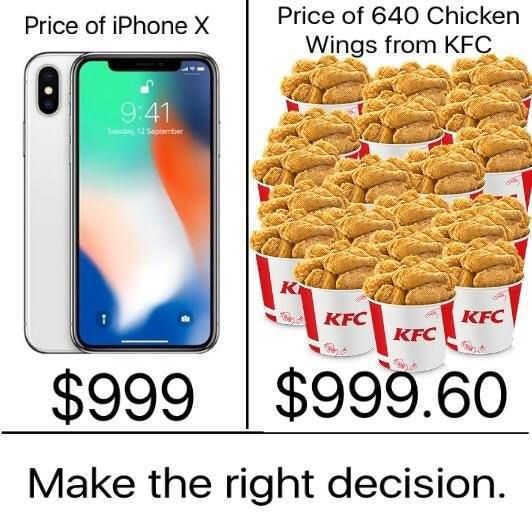 Price of iPhone X
9:41
Tuesday, 12 September
$999
Price of 640 Chicken
Wings from KFC
KFC
KFC
KFC
$999.60
Make the right decision.